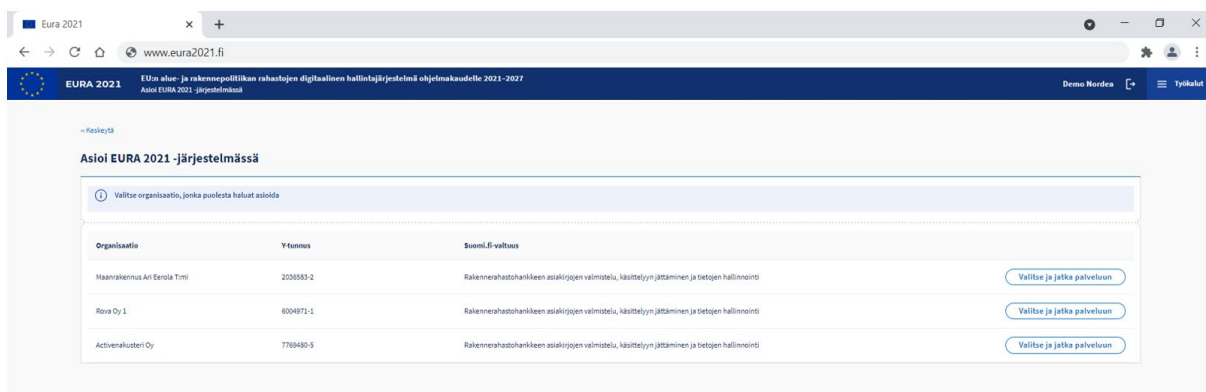 Eura 2021
www.eura2021.fi
EURA 2021
EU:n alue- ja rakennepolitiikan rahastojen digitaalinen hallintajärjestelmä ohjelmakaudelle 2021-2027
Asioi EURA 2021 -järjestelmässä
Demo Nordea
Työkalut
‹‹ Keskeytä
Asioi EURA 2021 -järjestelmässä
Valitse organisaatio, jonka puolesta haluat asioida
Organisaatio Y-tunnus Suomi.fi-valtuus
Maanrakennus Ari Eerola T:mi 2036583-2 Rakennerahastohankkeen asiakirjojen valmistelu, käsittelyyn jättäminen ja tietojen hallinnointi Valitse ja jatka palveluun
Rova Oy 1 6004971-1 Rakennerahastohankkeen asiakirjojen valmistelu, käsittelyyn jättäminen ja tietojen hallinnointi Valitse ja jatka palveluun
Activenakusteri Oy 7769480-5 Rakennerahastohankkeen asiakirjojen valmistelu, käsittelyyn jättäminen ja tietojen hallinnointi Valitse ja jatka palveluun